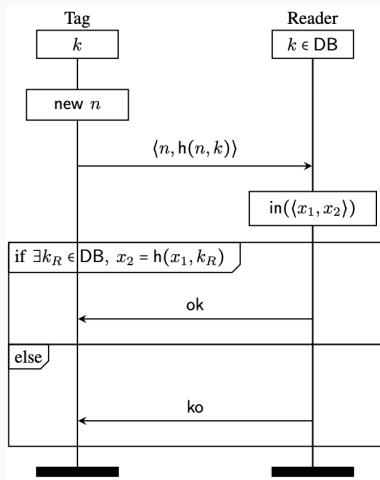 Tag Reader
k k ∈ DB
new n
⟨n, h(n, k)⟩
in(⟨x₁, x₂⟩)
if ∃k_R ∈ DB, x₂ = h(x₁, k_R)
ok
else
ko